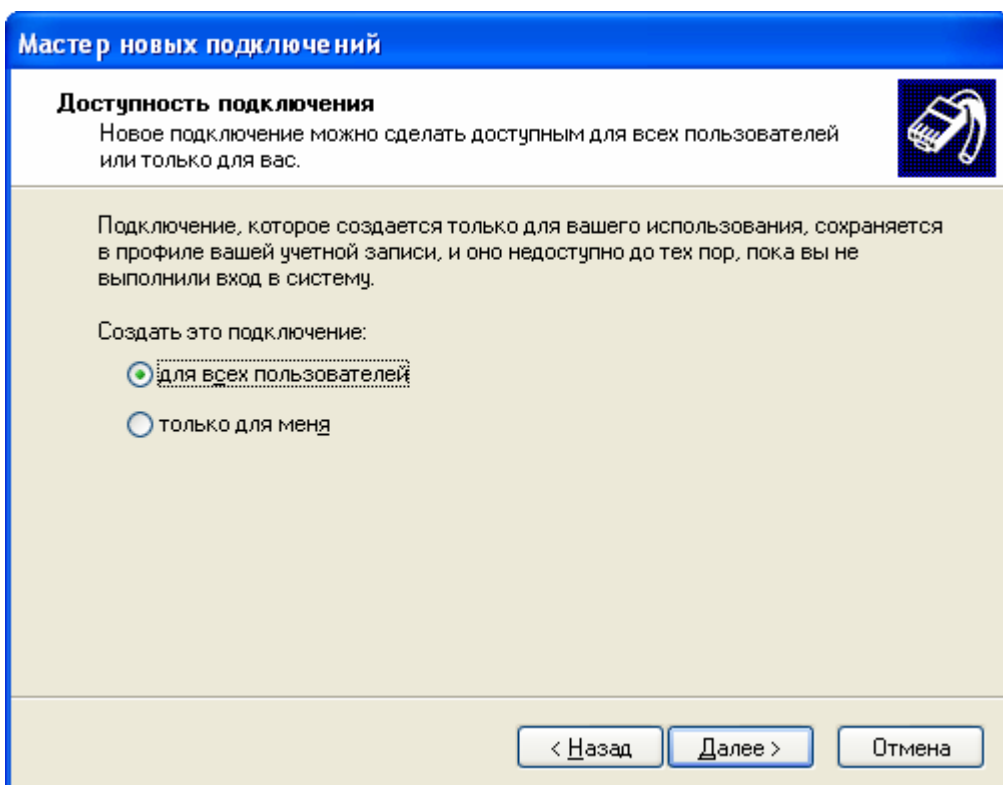 Мастер новых подключений
Доступность подключения
Новое подключение можно сделать доступным для всех пользователей
или только для вас.
Подключение, которое создается только для вашего использования, сохраняется
в профиле вашей учетной записи, и оно недоступно до тех пор, пока вы не
выполнили вход в систему.
Создать это подключение:
для всех пользователей
только для меня
< Назад
Далее >
Отмена